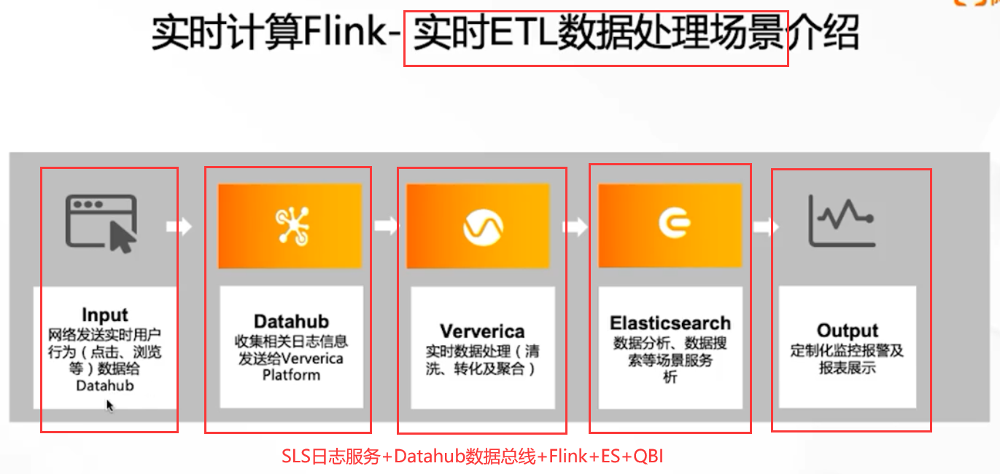 实时计算Flink- 实时ETL数据处理场景介绍
Input
网络发送实时用户
行为（点击、浏览
等）数据给
Datahub
Datahub
收集相关日志信息
发送给Ververica
Platform
Ververica
实时数据处理（清
洗、转化及聚合）
Elasticsearch
数据分析、数据搜
索等场景服务
析
Output
定制化监控报警及
报表展示
SLS日志服务+Datahub数据总线+Flink+ES+QBI